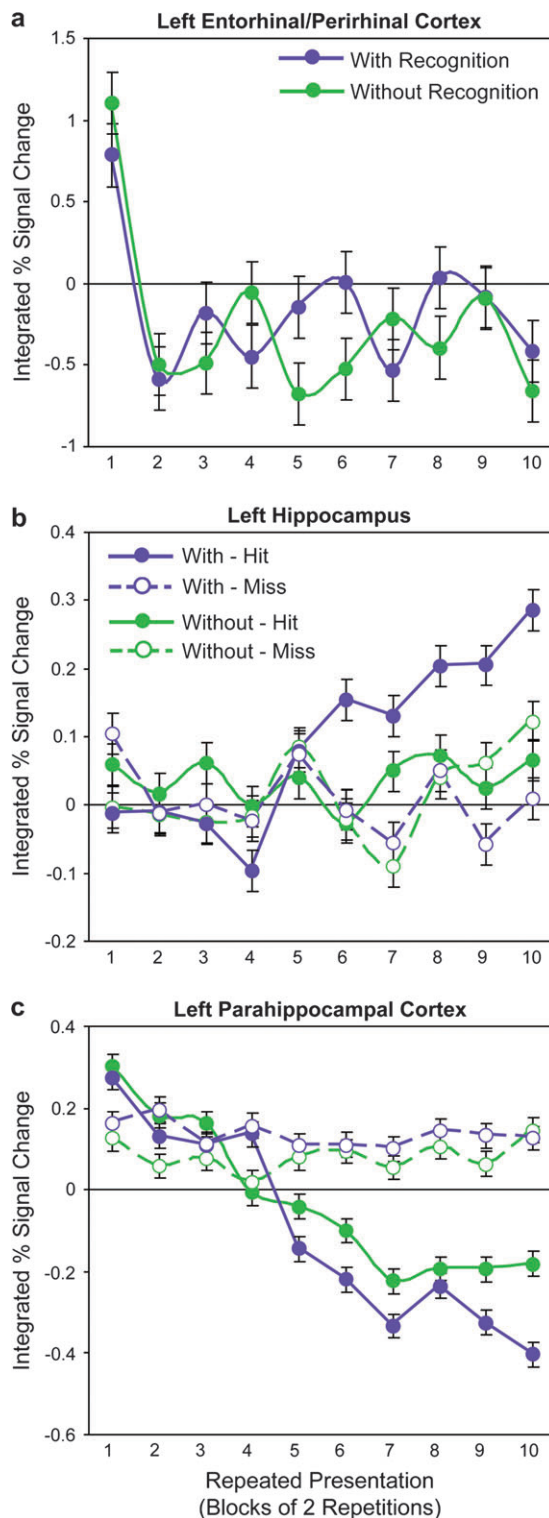 a
Left Entorhinal/Perirhinal Cortex
1.5
1
0.5
0
-0.5
-1
Integrated % Signal Change
With Recognition
Without Recognition
1 2 3 4 5 6 7 8 9 10
b
Left Hippocampus
0.4
0.3
0.2
0.1
0
-0.1
-0.2
Integrated % Signal Change
With - Hit
With - Miss
Without - Hit
Without - Miss
1 2 3 4 5 6 7 8 9 10
c
Left Parahippocampal Cortex
0.4
0.2
0
-0.2
-0.4
-0.6
Integrated % Signal Change
1 2 3 4 5 6 7 8 9 10
Repeated Presentation
(Blocks of 2 Repetitions)